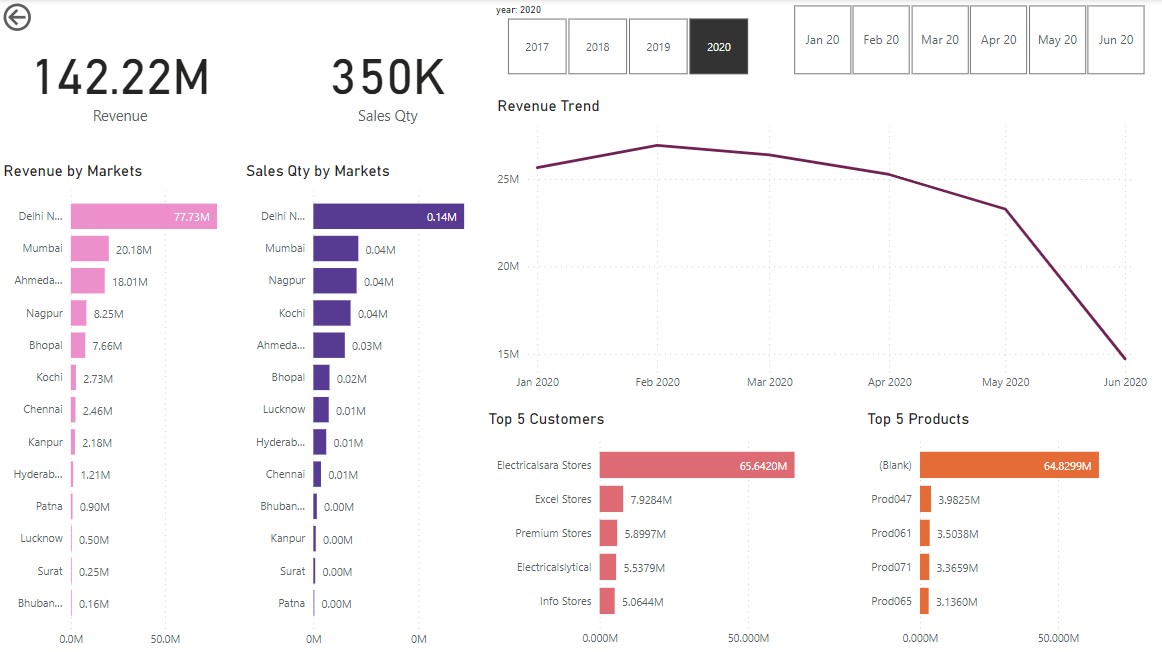 year: 2020
2017 2018 2019 2020
Jan 20 Feb 20 Mar 20 Apr 20 May 20 Jun 20
142.22M
Revenue
350K
Sales Qty
Revenue by Markets
Delhi N... 77.73M
Mumbai 20.18M
Ahmeda... 18.01M
Nagpur 8.25M
Bhopal 7.66M
Kochi 2.73M
Chennai 2.46M
Kanpur 2.18M
Hyderab... 1.21M
Patna 0.90M
Lucknow 0.50M
Surat 0.25M
Bhuban... 0.16M
0.0M 50.0M
Sales Qty by Markets
Delhi N... 0.14M
Mumbai 0.04M
Nagpur 0.04M
Kochi 0.04M
Ahmeda... 0.03M
Bhopal 0.02M
Lucknow 0.01M
Hyderab... 0.01M
Chennai 0.01M
Bhuban... 0.00M
Kanpur 0.00M
Surat 0.00M
Patna 0.00M
0M 0M
Revenue Trend
25M
20M
15M
Jan 2020 Feb 2020 Mar 2020 Apr 2020 May 2020 Jun 2020
Top 5 Customers
Electricalsara Stores 65.6420M
Excel Stores 7.9284M
Premium Stores 5.8997M
Electricalslytical 5.5379M
Info Stores 5.0644M
0.000M 50.000M
Top 5 Products
(Blank) 64.8299M
Prod047 3.9825M
Prod061 3.5038M
Prod071 3.3659M
Prod065 3.1360M
0.000M 50.000M